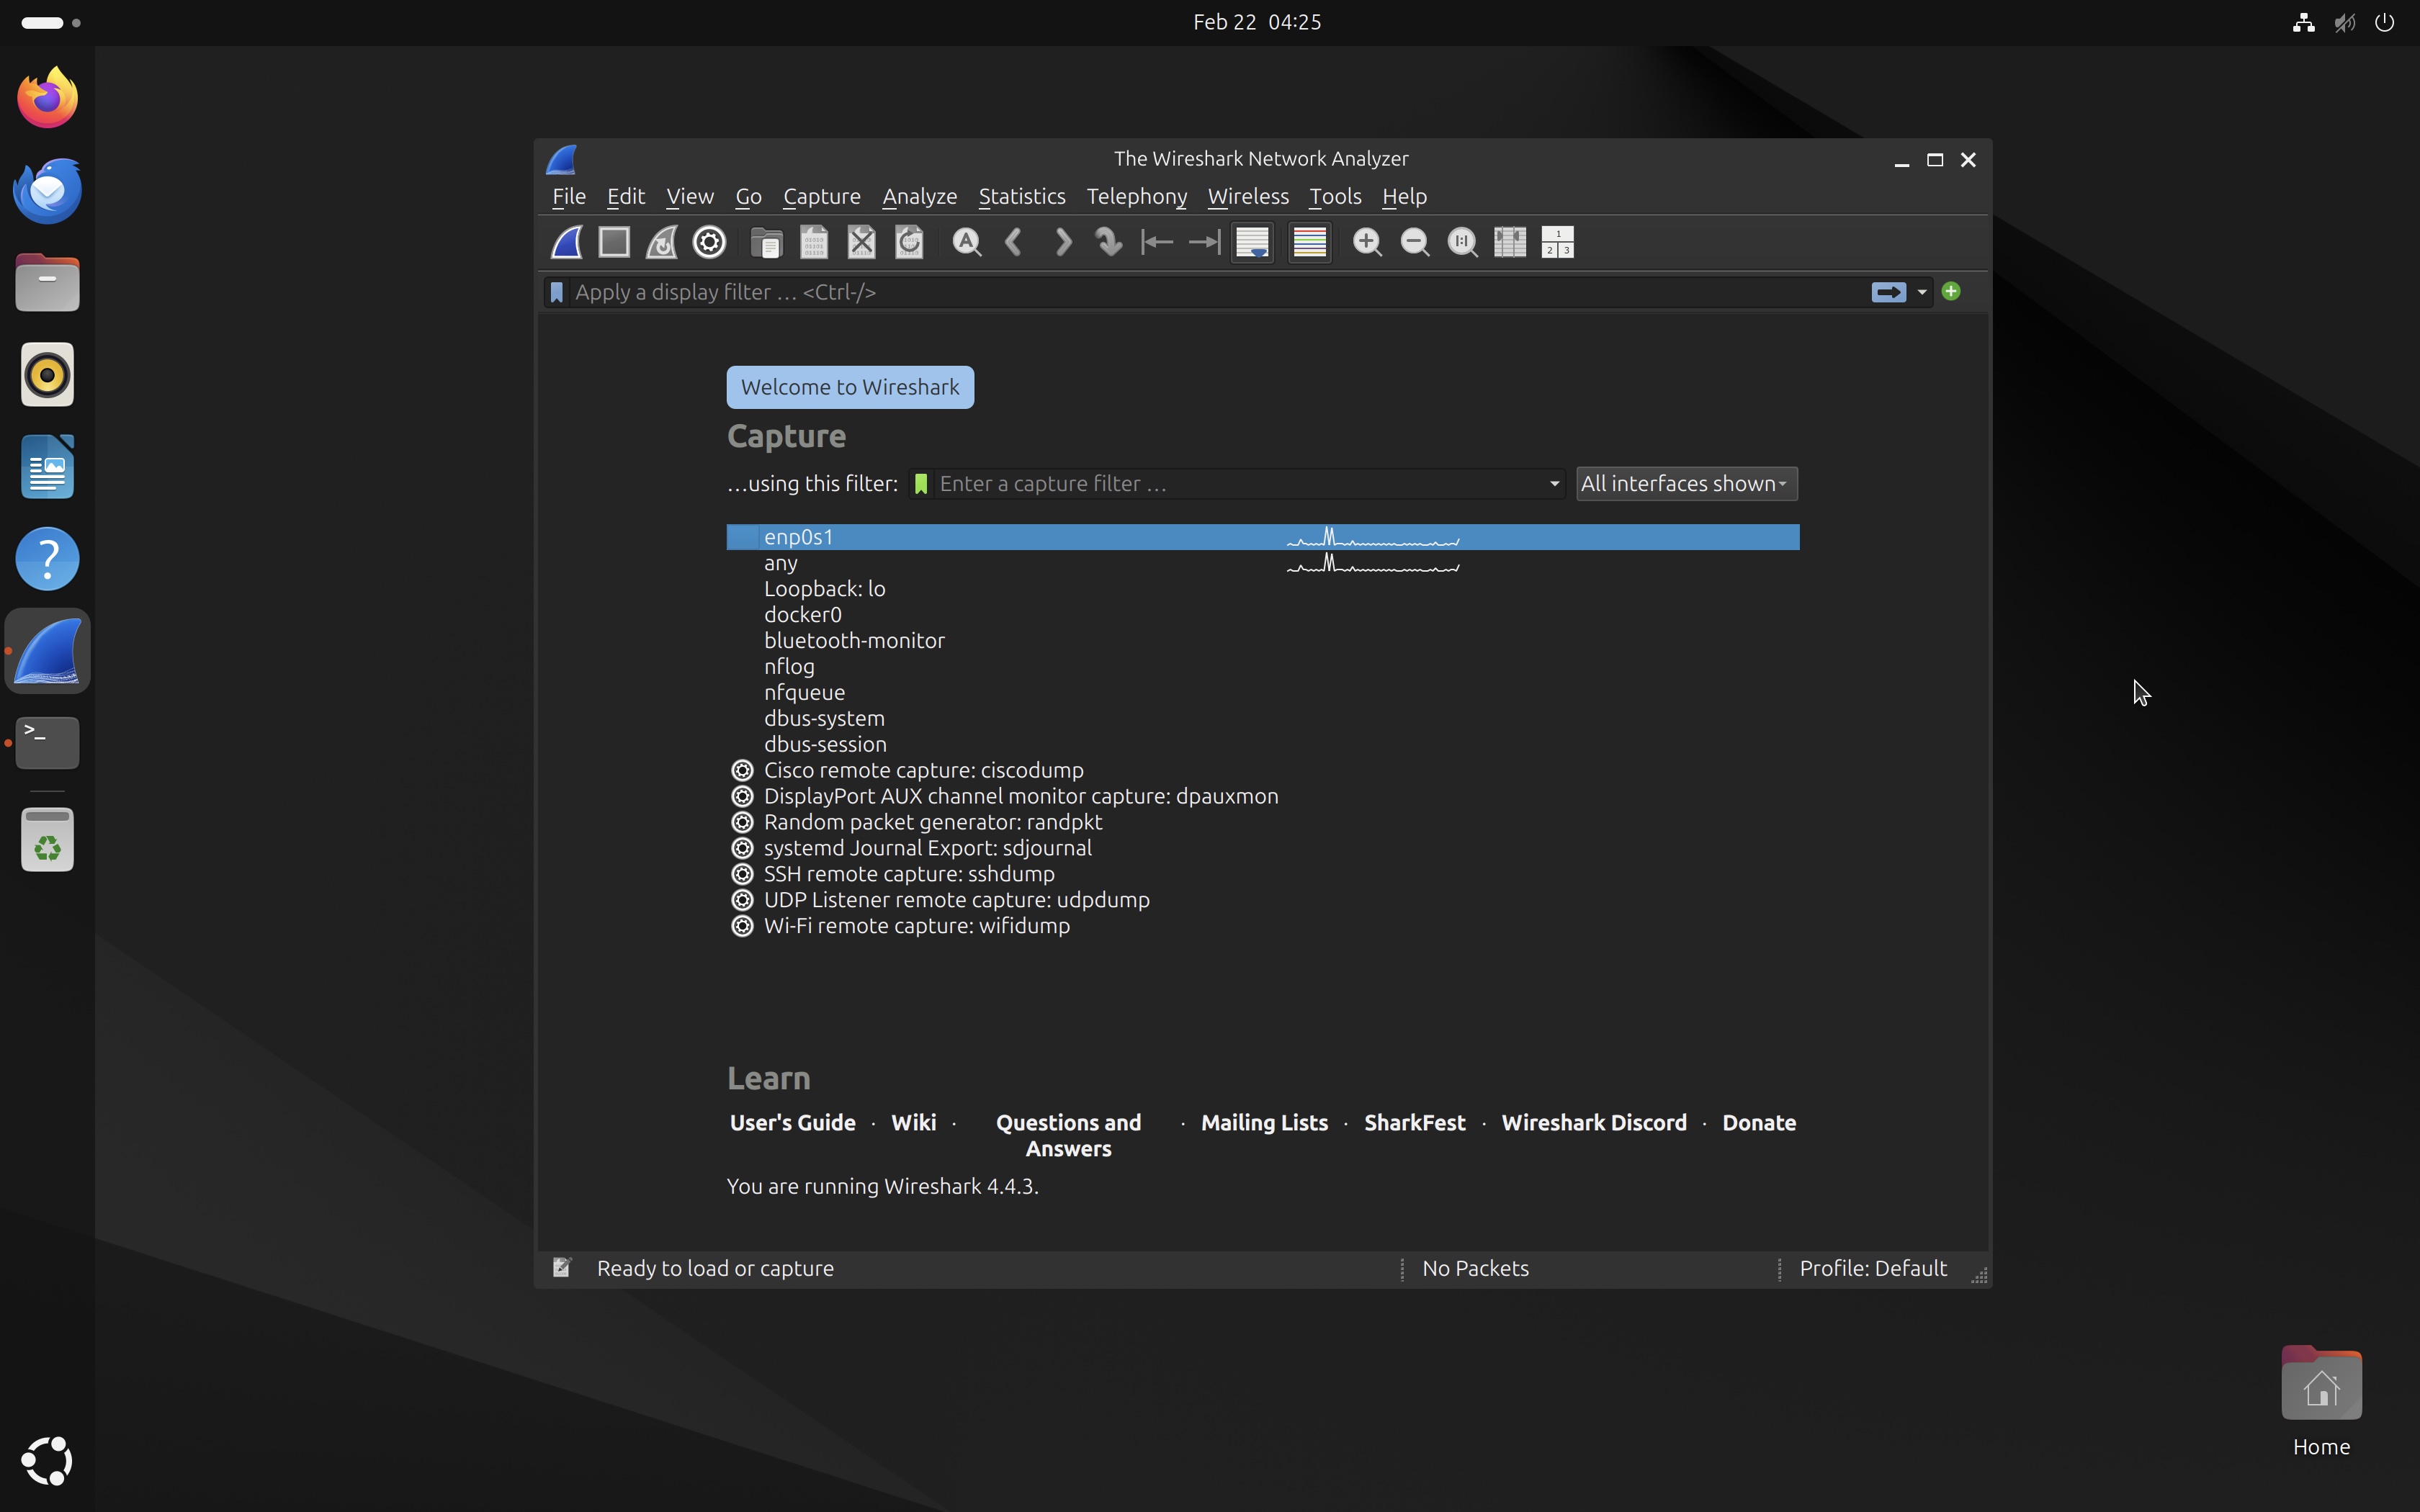 Feb 22 04:25
The Wireshark Network Analyzer
File Edit View Go Capture Analyze Statistics Telephony Wireless Tools Help
Apply a display filter … <Ctrl-/>
Welcome to Wireshark
Capture
…using this filter: Enter a capture filter … All interfaces shown
enp0s1
any
Loopback: lo
docker0
bluetooth-monitor
nflog
nfqueue
dbus-system
dbus-session
Cisco remote capture: ciscodump
DisplayPort AUX channel monitor capture: dpauxmon
Random packet generator: randpkt
systemd Journal Export: sdjournal
SSH remote capture: sshdump
UDP Listener remote capture: udpdump
Wi-Fi remote capture: wifidump
Learn
User's Guide · Wiki · Questions and Answers · Mailing Lists · SharkFest · Wireshark Discord · Donate
You are running Wireshark 4.4.3.
Ready to load or capture No Packets Profile: Default
Home